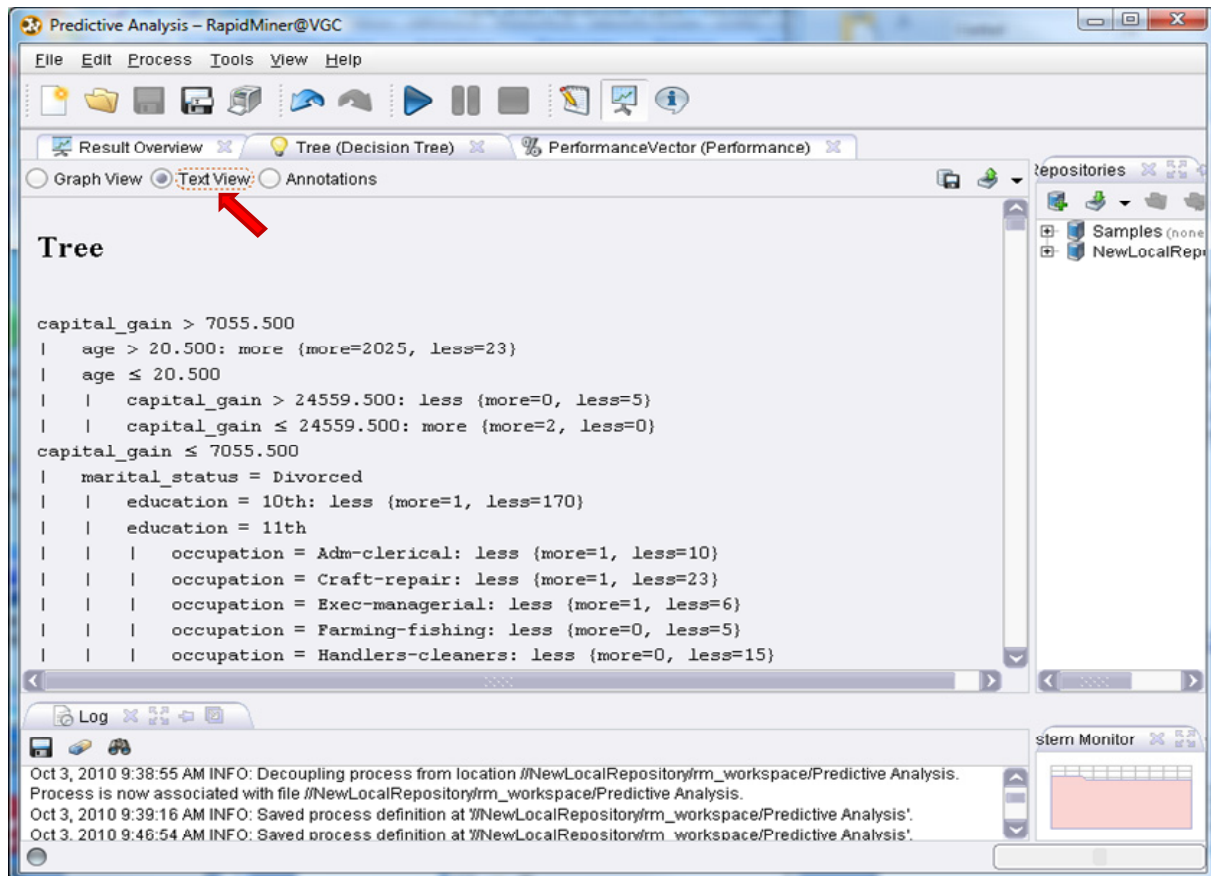 Predictive Analysis – RapidMiner@VGC
File Edit Process Tools View Help
Result Overview Tree (Decision Tree) PerformanceVector (Performance)
Graph View Text View Annotations
Repositories
Samples (none
NewLocalRep
Tree
capital_gain > 7055.500
| age > 20.500: more {more=2025, less=23}
| age ≤ 20.500
| | capital_gain > 24559.500: less {more=0, less=5}
| | capital_gain ≤ 24559.500: more {more=2, less=0}
capital_gain ≤ 7055.500
| marital_status = Divorced
| | education = 10th: less {more=1, less=170}
| | education = 11th
| | | occupation = Adm-clerical: less {more=1, less=10}
| | | occupation = Craft-repair: less {more=1, less=23}
| | | occupation = Exec-managerial: less {more=1, less=6}
| | | occupation = Farming-fishing: less {more=0, less=5}
| | | occupation = Handlers-cleaners: less {more=0, less=15}
Log
stem Monitor
Oct 3, 2010 9:38:55 AM INFO: Decoupling process from location //NewLocalRepository/rm_workspace/Predictive Analysis.
Process is now associated with file //NewLocalRepository/rm_workspace/Predictive Analysis.
Oct 3, 2010 9:39:16 AM INFO: Saved process definition at '//NewLocalRepository/rm_workspace/Predictive Analysis'.
Oct 3, 2010 9:46:54 AM INFO: Saved process definition at '//NewLocalRepository/rm_workspace/Predictive Analysis'.